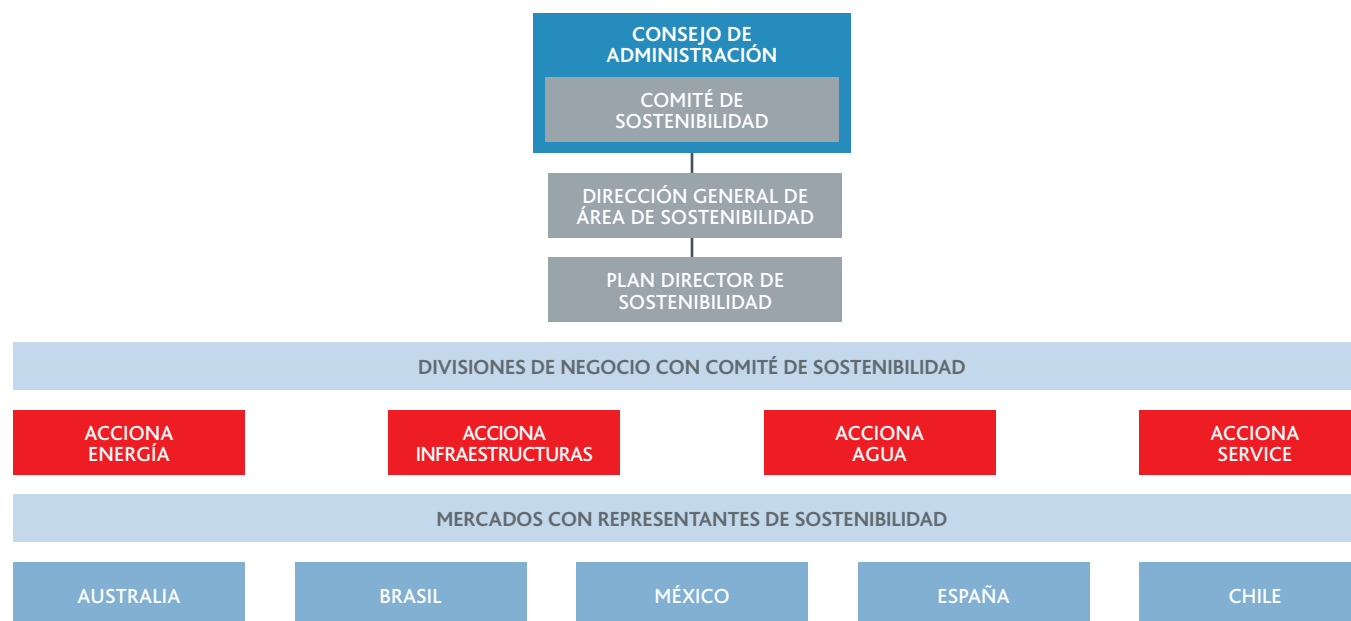 CONSEJO DE
ADMINISTRACIÓN
COMITÉ DE
SOSTENIBILIDAD
DIRECCIÓN GENERAL DE
ÁREA DE SOSTENIBILIDAD
PLAN DIRECTOR DE
SOSTENIBILIDAD
DIVISIONES DE NEGOCIO CON COMITÉ DE SOSTENIBILIDAD
ACCIONA
ENERGÍA
ACCIONA
INFRAESTRUCTURAS
ACCIONA
AGUA
ACCIONA
SERVICE
MERCADOS CON REPRESENTANTES DE SOSTENIBILIDAD
AUSTRALIA
BRASIL
MÉXICO
ESPAÑA
CHILE